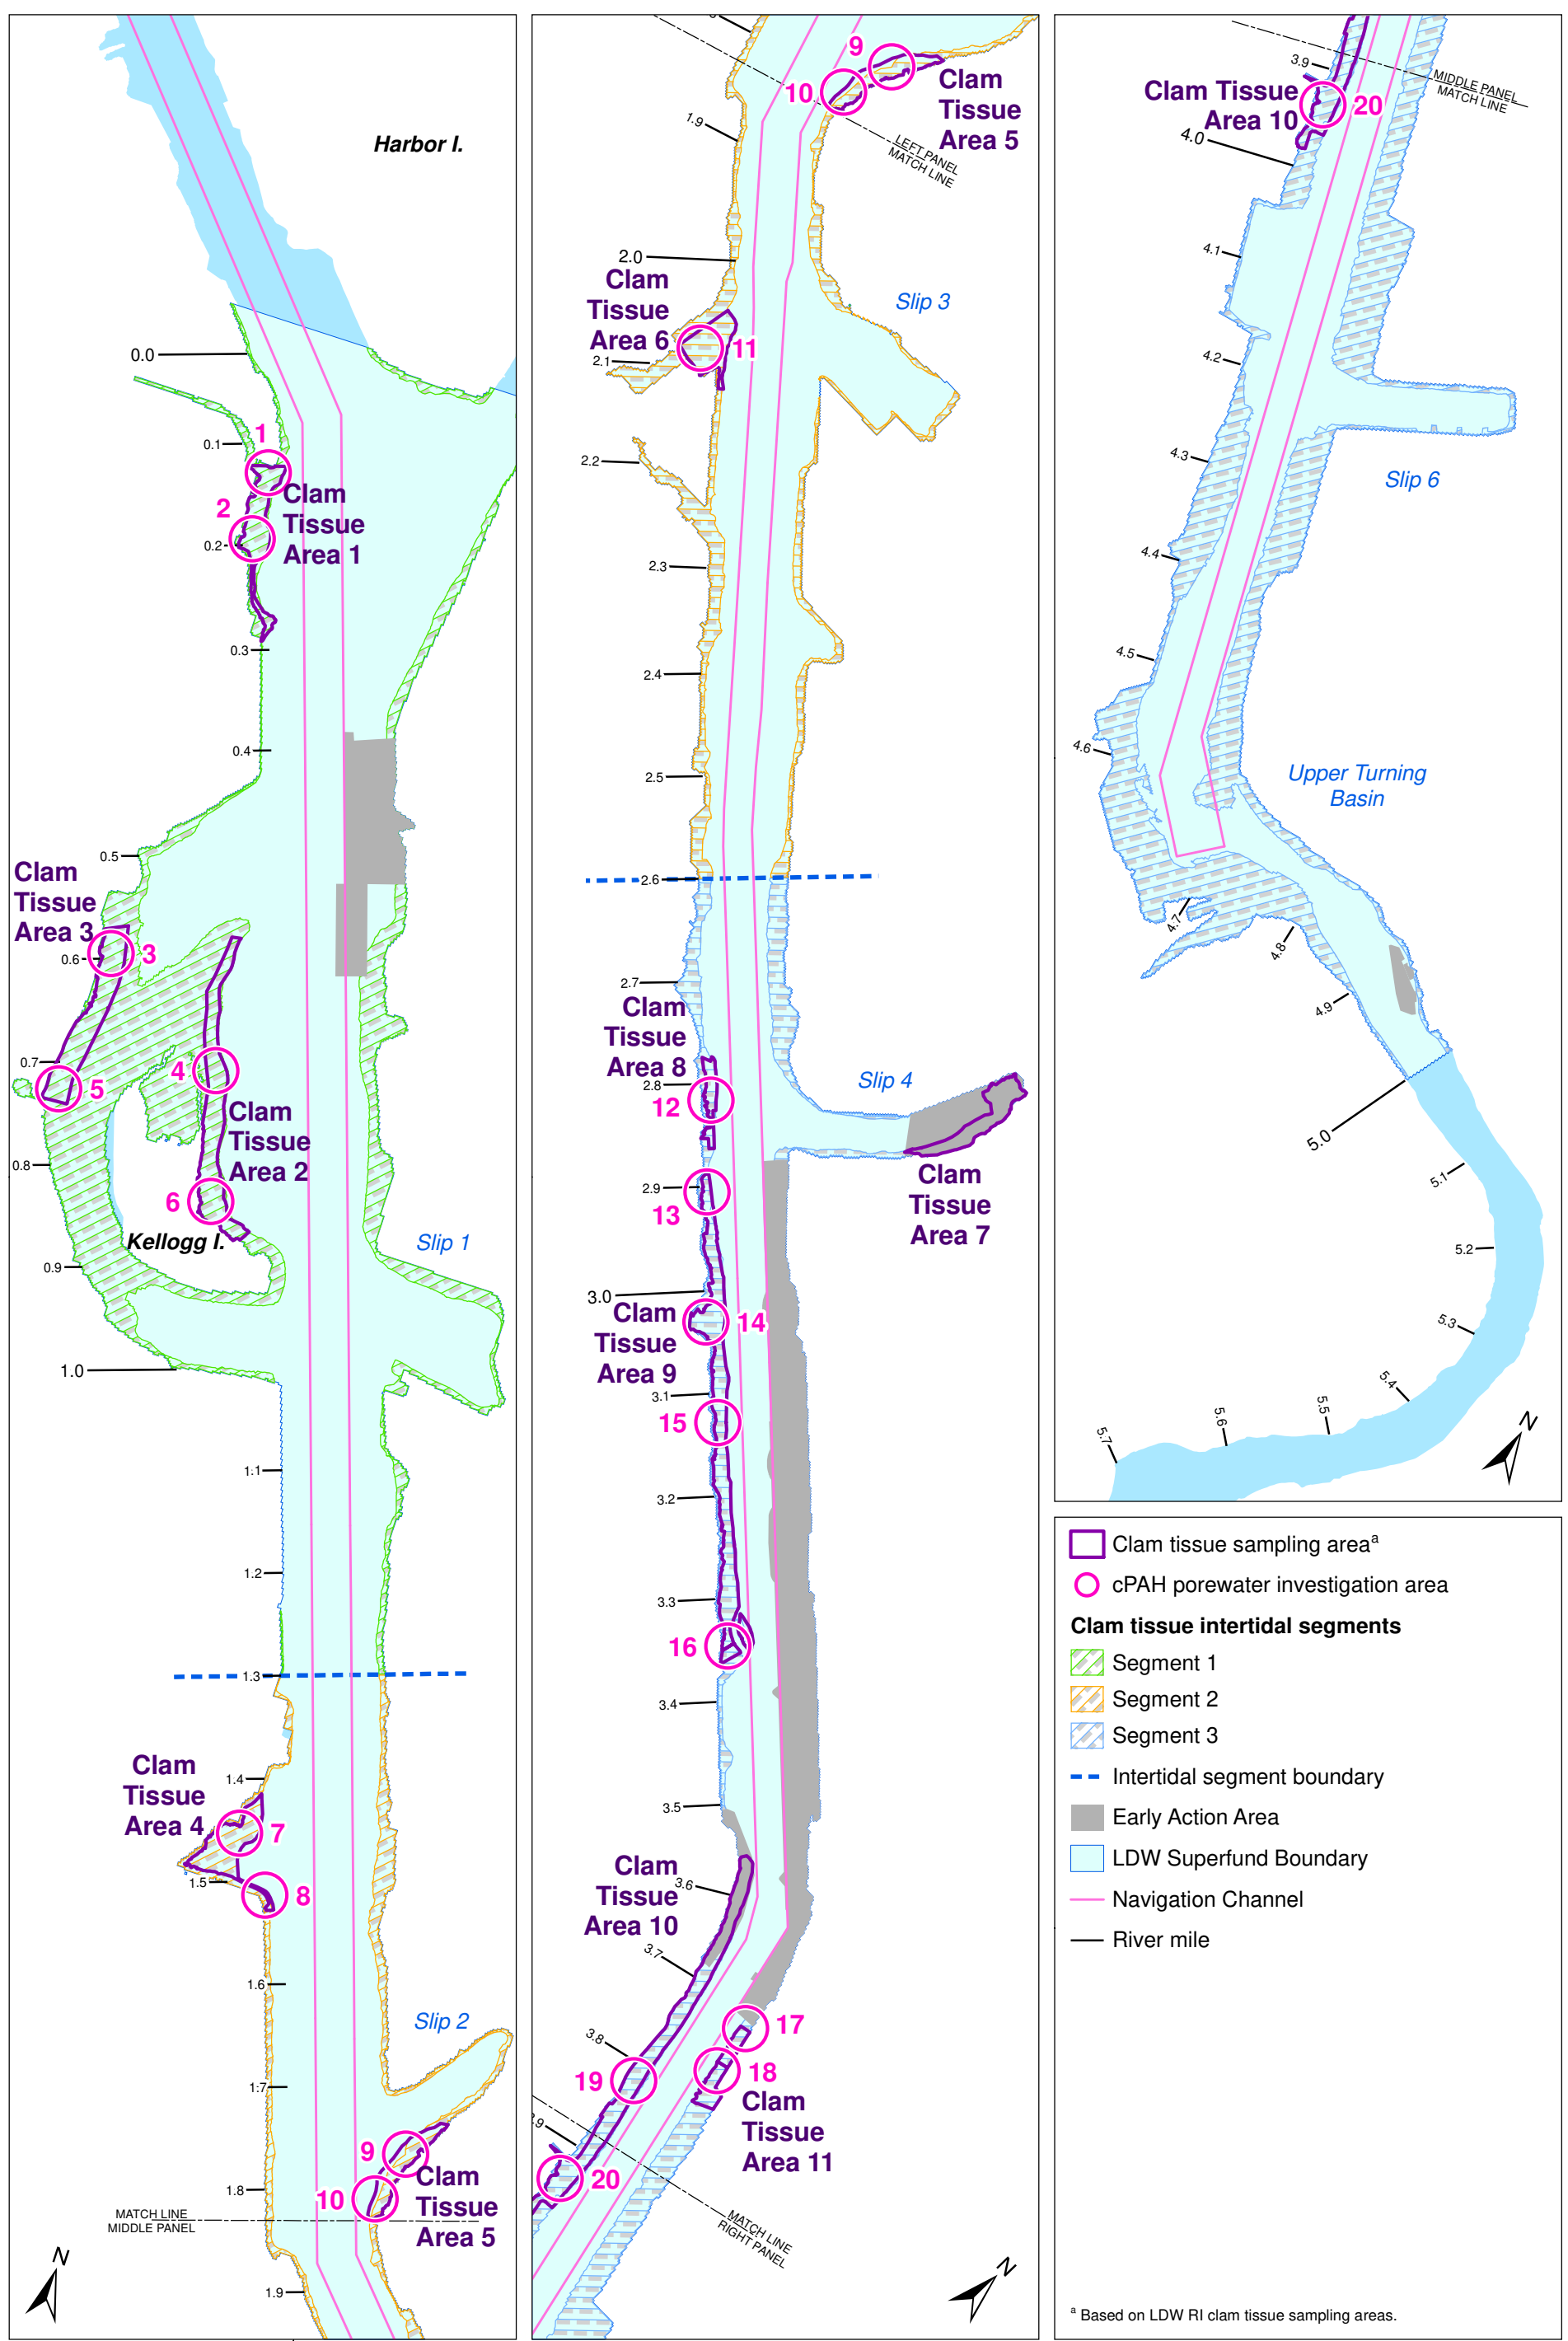 Harbor I.
0.0
0.1
1
2
Clam
Tissue
Area 1
0.2
0.3
0.4
0.5
Clam
Tissue
Area 3
3
0.6
0.7
5
4
Clam
Tissue
Area 2
0.8
6
Kellogg I.
Slip 1
0.9
1.0
1.1
1.2
1.3
Clam
Tissue
Area 4
1.4
7
1.5
8
1.6
Slip 2
1.7
9
Clam
Tissue
Area 5
1.8
10
MATCH LINE
MIDDLE PANEL
1.9
N
9
10
Clam
Tissue
Area 5
1.9
LEFT PANEL
MATCH LINE
2.0
Clam
Tissue
Area 6
Slip 3
11
2.1
2.2
2.3
2.4
2.5
2.6
2.7
Clam
Tissue
Area 8
2.8
12
Slip 4
Clam
Tissue
Area 7
2.9
13
3.0
Clam
Tissue
Area 9
14
3.1
15
3.2
3.3
16
3.4
3.5
Clam
Tissue
Area 10
3.6
3.7
17
3.8
19
18
Clam
Tissue
Area 11
20
MATCH LINE
RIGHT PANEL
N
3.9
MIDDLE PANEL
MATCH LINE
Clam Tissue
Area 10
20
4.0
4.1
4.2
4.3
Slip 6
4.4
4.5
4.6
Upper Turning
Basin
4.7
4.8
4.9
5.0
5.1
5.2
5.3
5.4
5.5
5.6
5.7
N
Clam tissue sampling areaᵃ
cPAH porewater investigation area
Clam tissue intertidal segments
Segment 1
Segment 2
Segment 3
Intertidal segment boundary
Early Action Area
LDW Superfund Boundary
Navigation Channel
River mile
ᵃ Based on LDW RI clam tissue sampling areas.